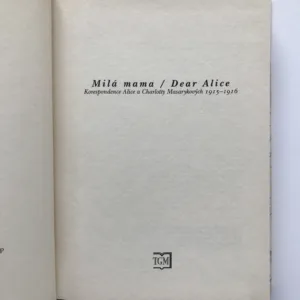 Milá mama / Dear Alice
Korespondence Alice a Charlotty Masarykových 1915–1916
TGM